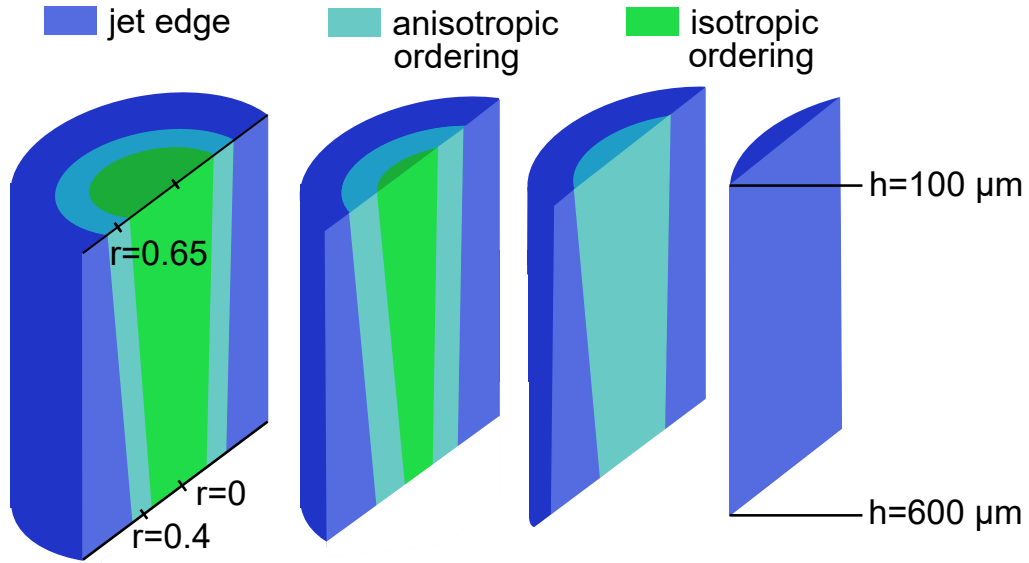 jet edge
anisotropic
ordering
isotropic
ordering
r=0.65
h=100 μm
r=0
r=0.4
h=600 μm